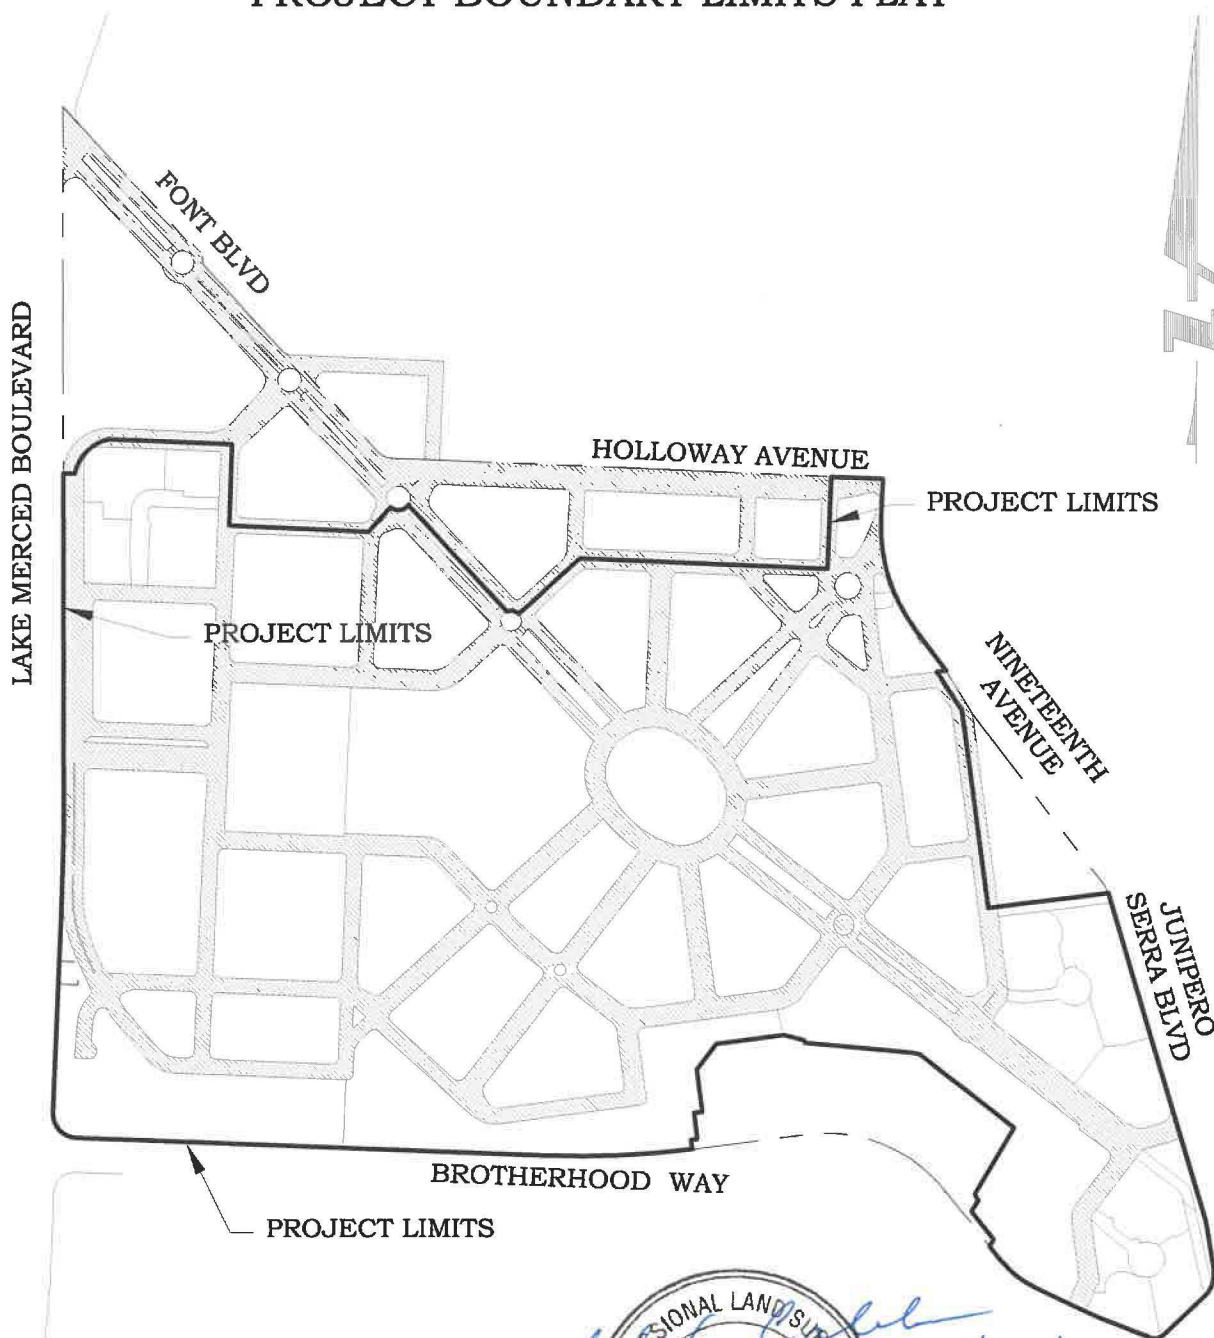 PROJECT BOUNDARY LIMITS PLAT
FONT BLVD
LAKE MERCED BOULEVARD
HOLLOWAY AVENUE
PROJECT LIMITS
PROJECT LIMITS
NINETEENTH
AVENUE
JUNIPERO
SERRA BLVD
BROTHERHOOD WAY
PROJECT LIMITS
LAND